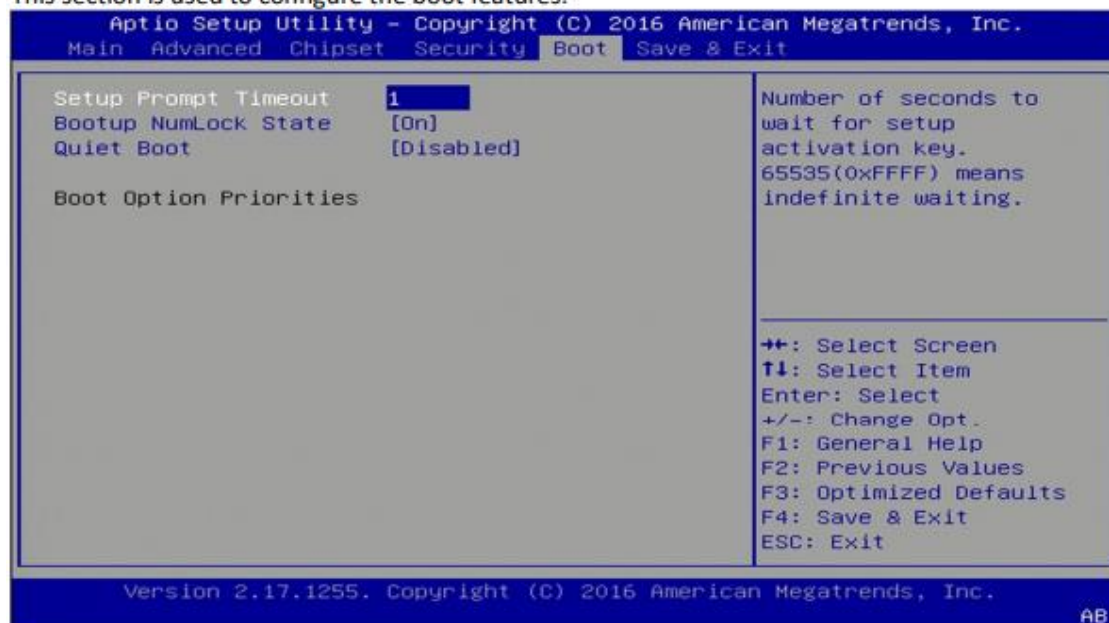 This section is used to configure the boot features.
Aptio Setup Utility – Copyright (C) 2016 American Megatrends, Inc.
Main Advanced Chipset Security Boot Save & Exit
Setup Prompt Timeout 1
Bootup NumLock State [On]
Quiet Boot [Disabled]
Boot Option Priorities
Number of seconds to
wait for setup
activation key.
65535(0xFFFF) means
indefinite waiting.
→←: Select Screen
↑↓: Select Item
Enter: Select
+/-: Change Opt.
F1: General Help
F2: Previous Values
F3: Optimized Defaults
F4: Save & Exit
ESC: Exit
Version 2.17.1255. Copyright (C) 2016 American Megatrends, Inc.
AB